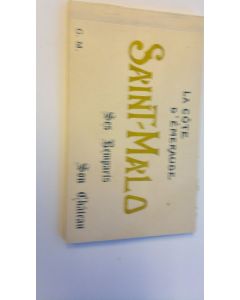 LA CÔTE
D'ÉMERAUDE
SAINT-MALO
Ses Remparts
Son Château
G. M.